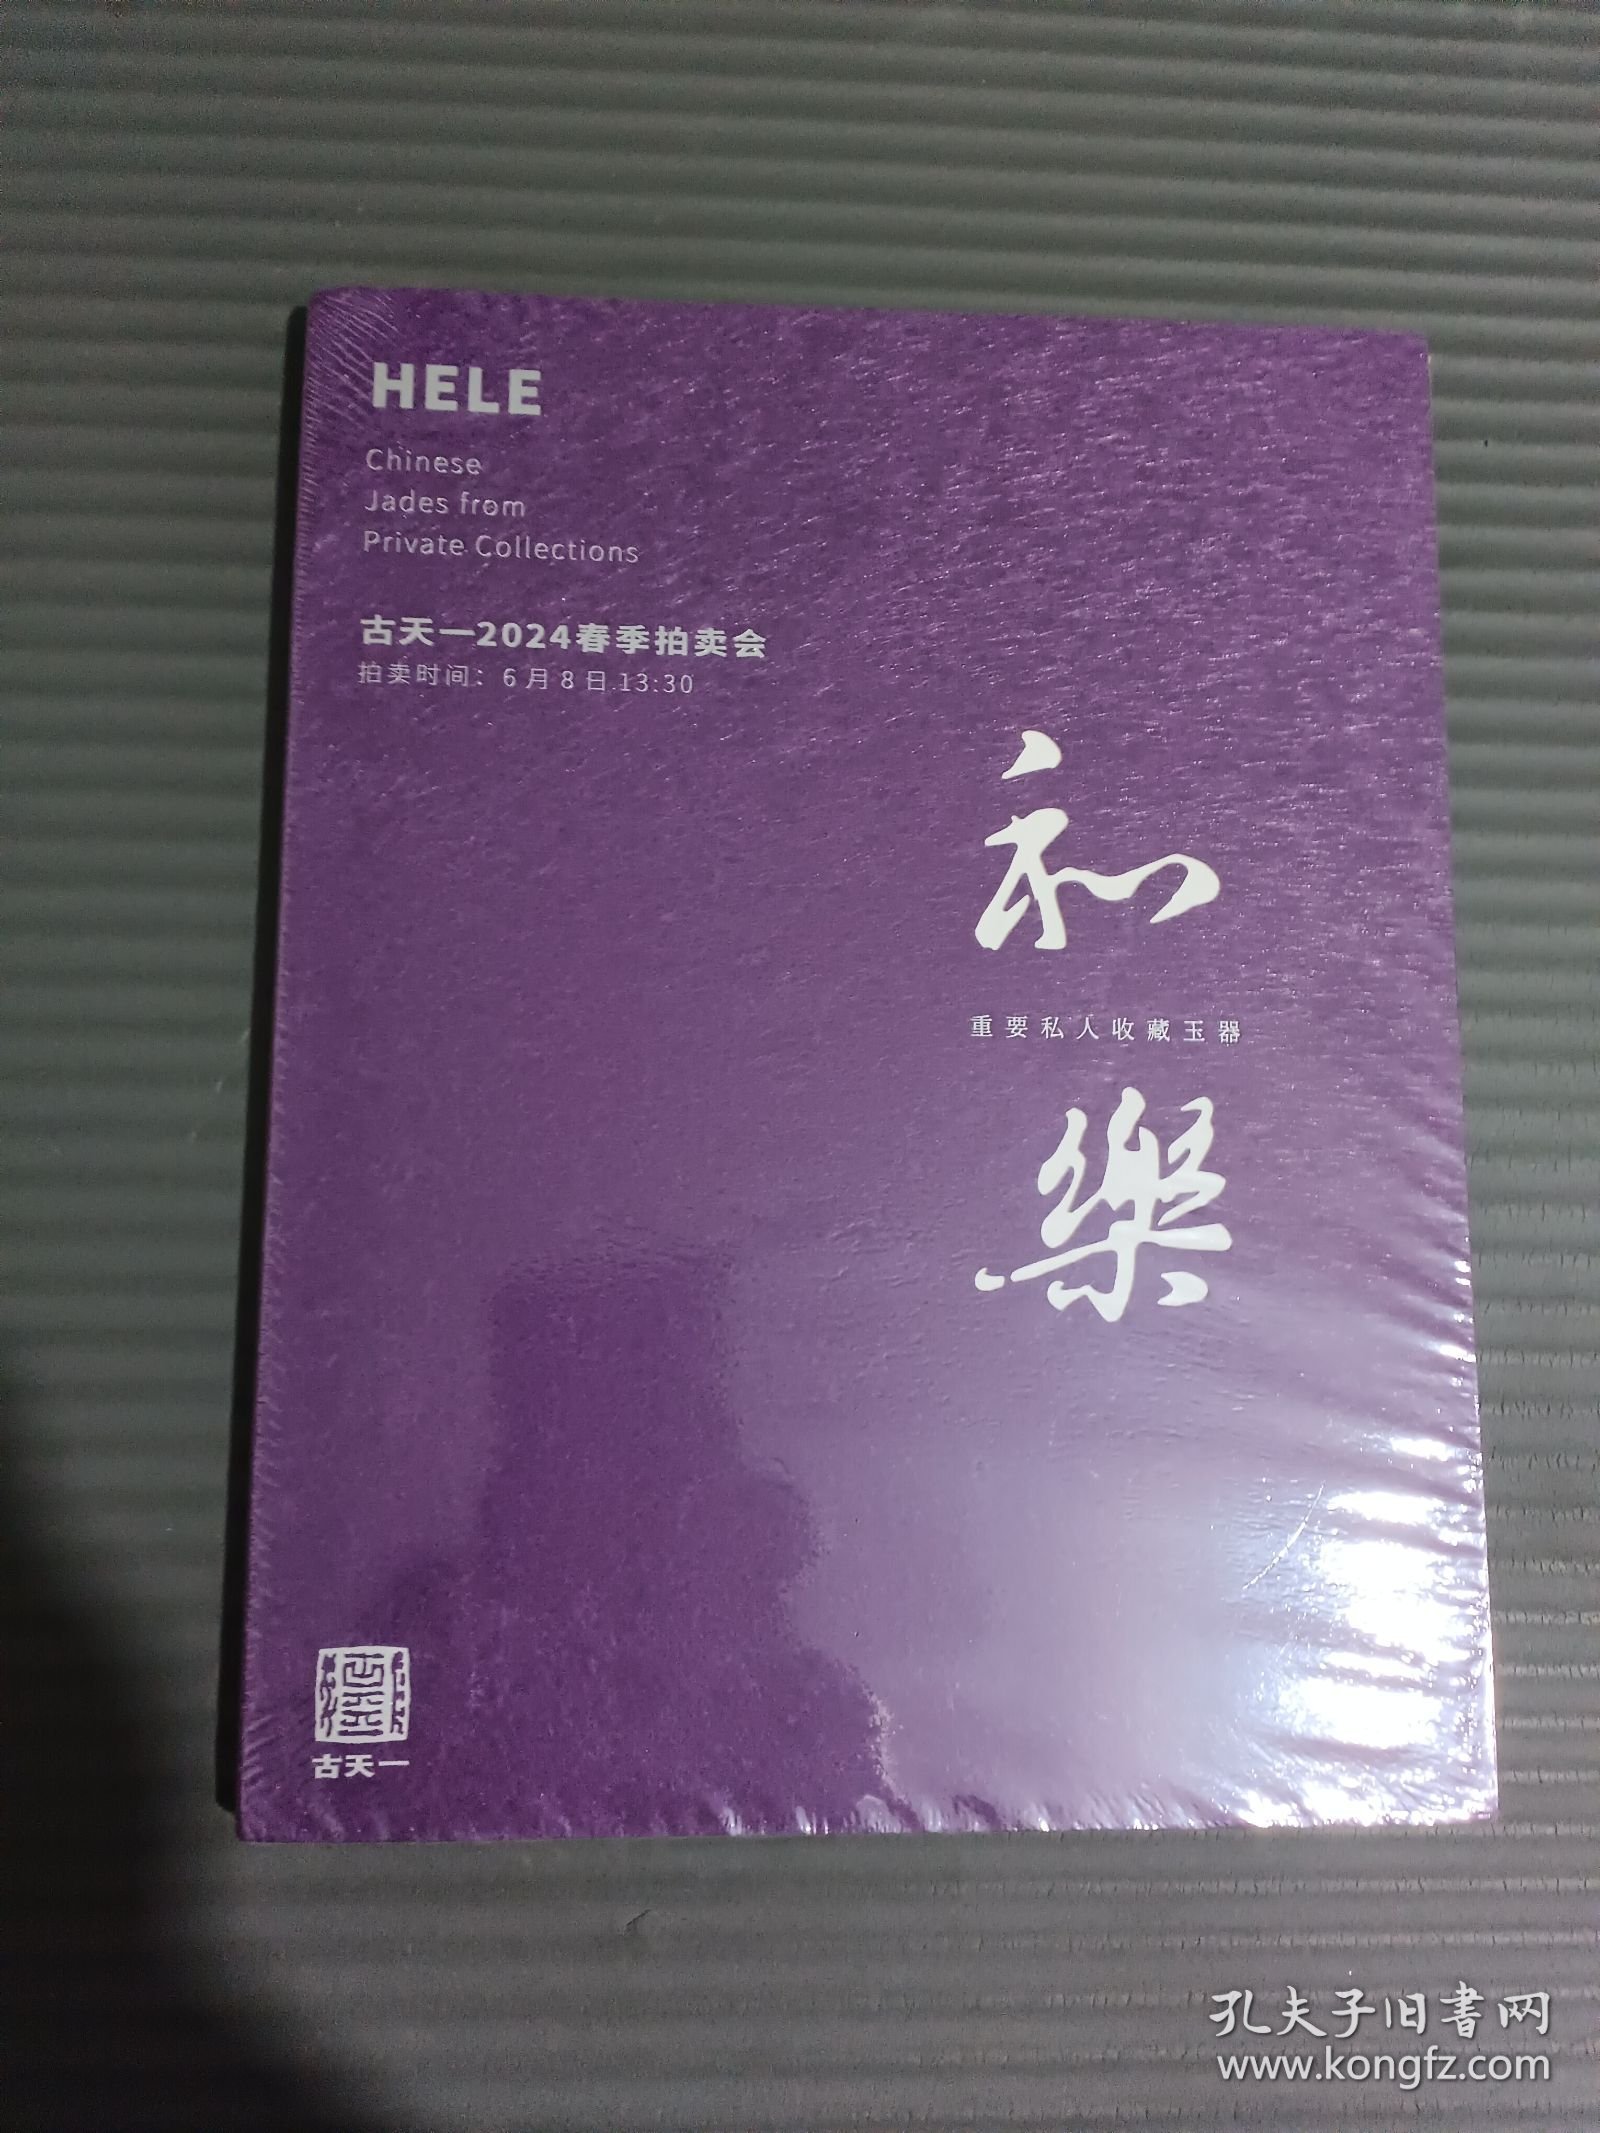 HELE
Chinese
Jades from
Private Collections
古天一2024春季拍卖会
拍卖时间：6月8日 13:30
和
重要私人收藏玉器
樂
古天一
孔夫子旧书网
www.kongfz.com